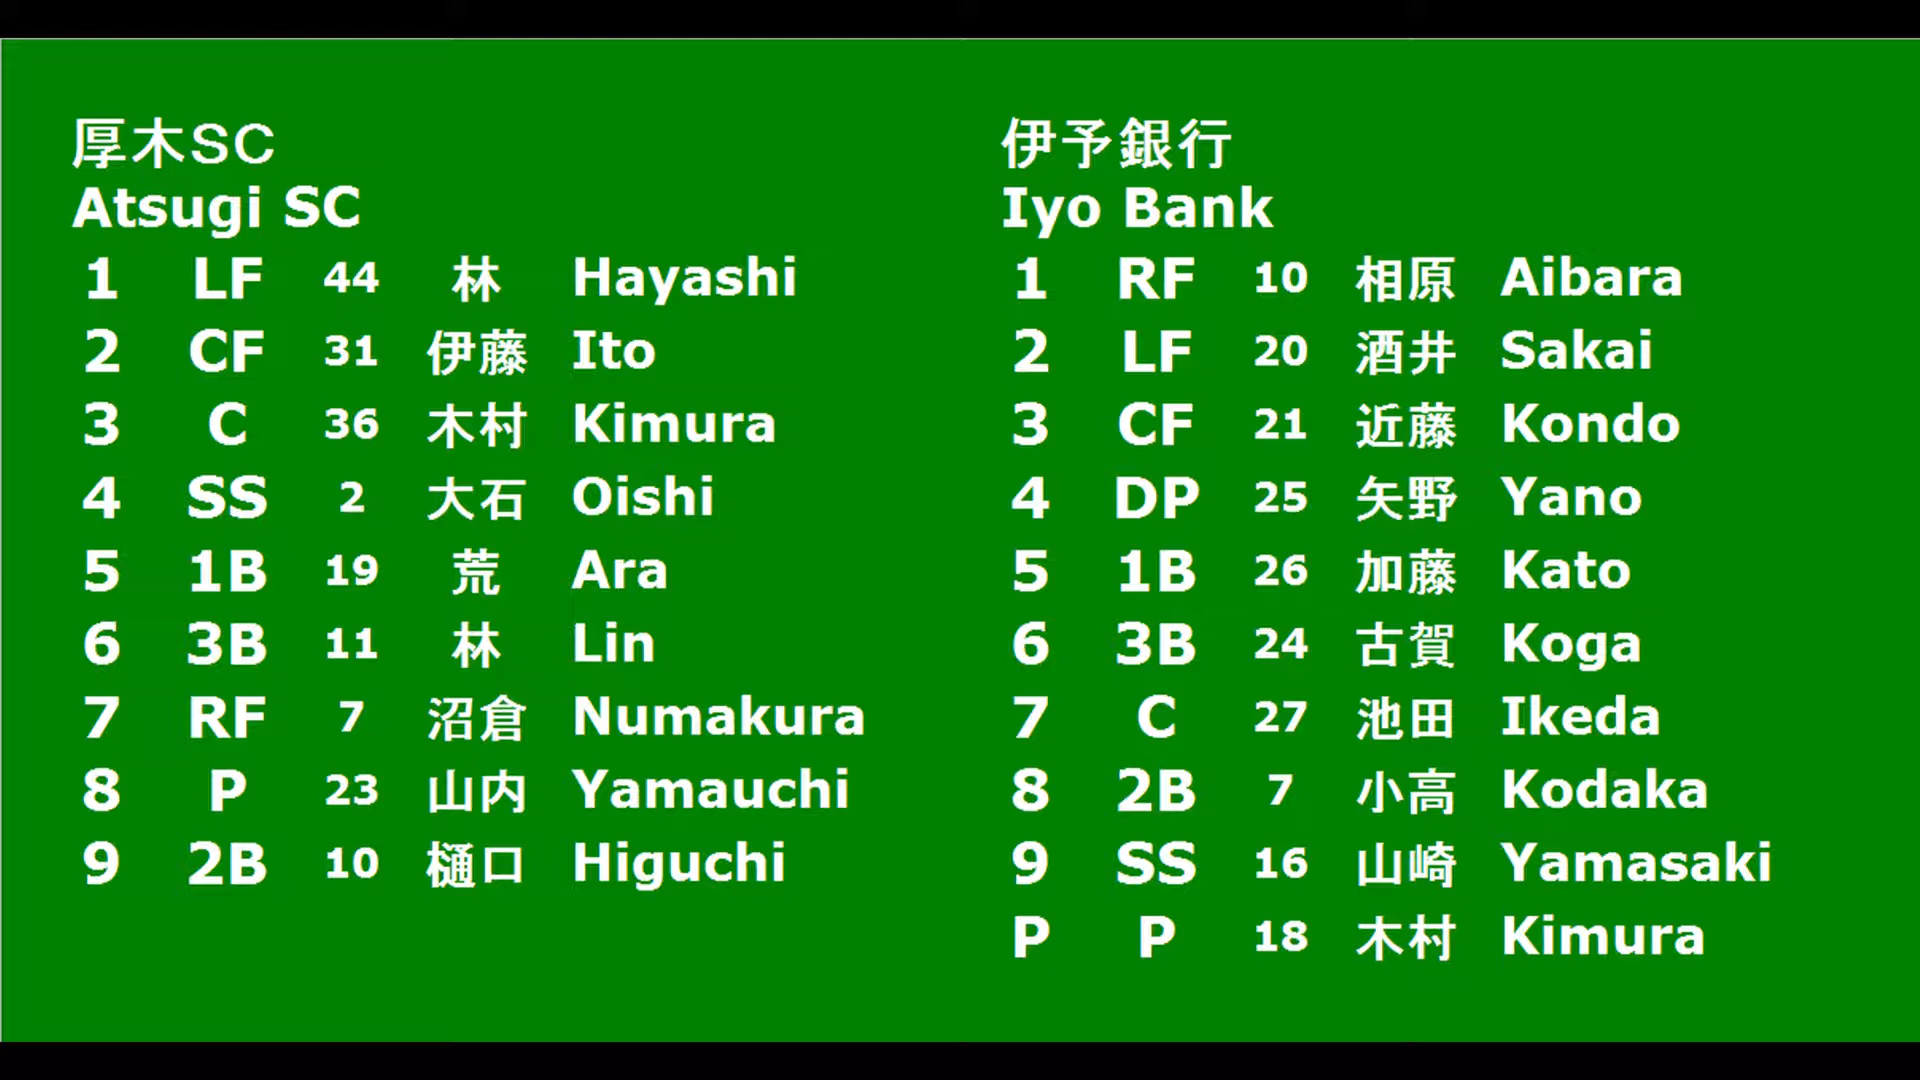 厚木SC
Atsugi SC
1 LF 44 林 Hayashi
2 CF 31 伊藤 Ito
3 C 36 木村 Kimura
4 SS 2 大石 Oishi
5 1B 19 荒 Ara
6 3B 11 林 Lin
7 RF 7 沼倉 Numakura
8 P 23 山内 Yamauchi
9 2B 10 樋口 Higuchi
伊予銀行
Iyo Bank
1 RF 10 相原 Aibara
2 LF 20 酒井 Sakai
3 CF 21 近藤 Kondo
4 DP 25 矢野 Yano
5 1B 26 加藤 Kato
6 3B 24 古賀 Koga
7 C 27 池田 Ikeda
8 2B 7 小高 Kodaka
9 SS 16 山崎 Yamasaki
P P 18 木村 Kimura